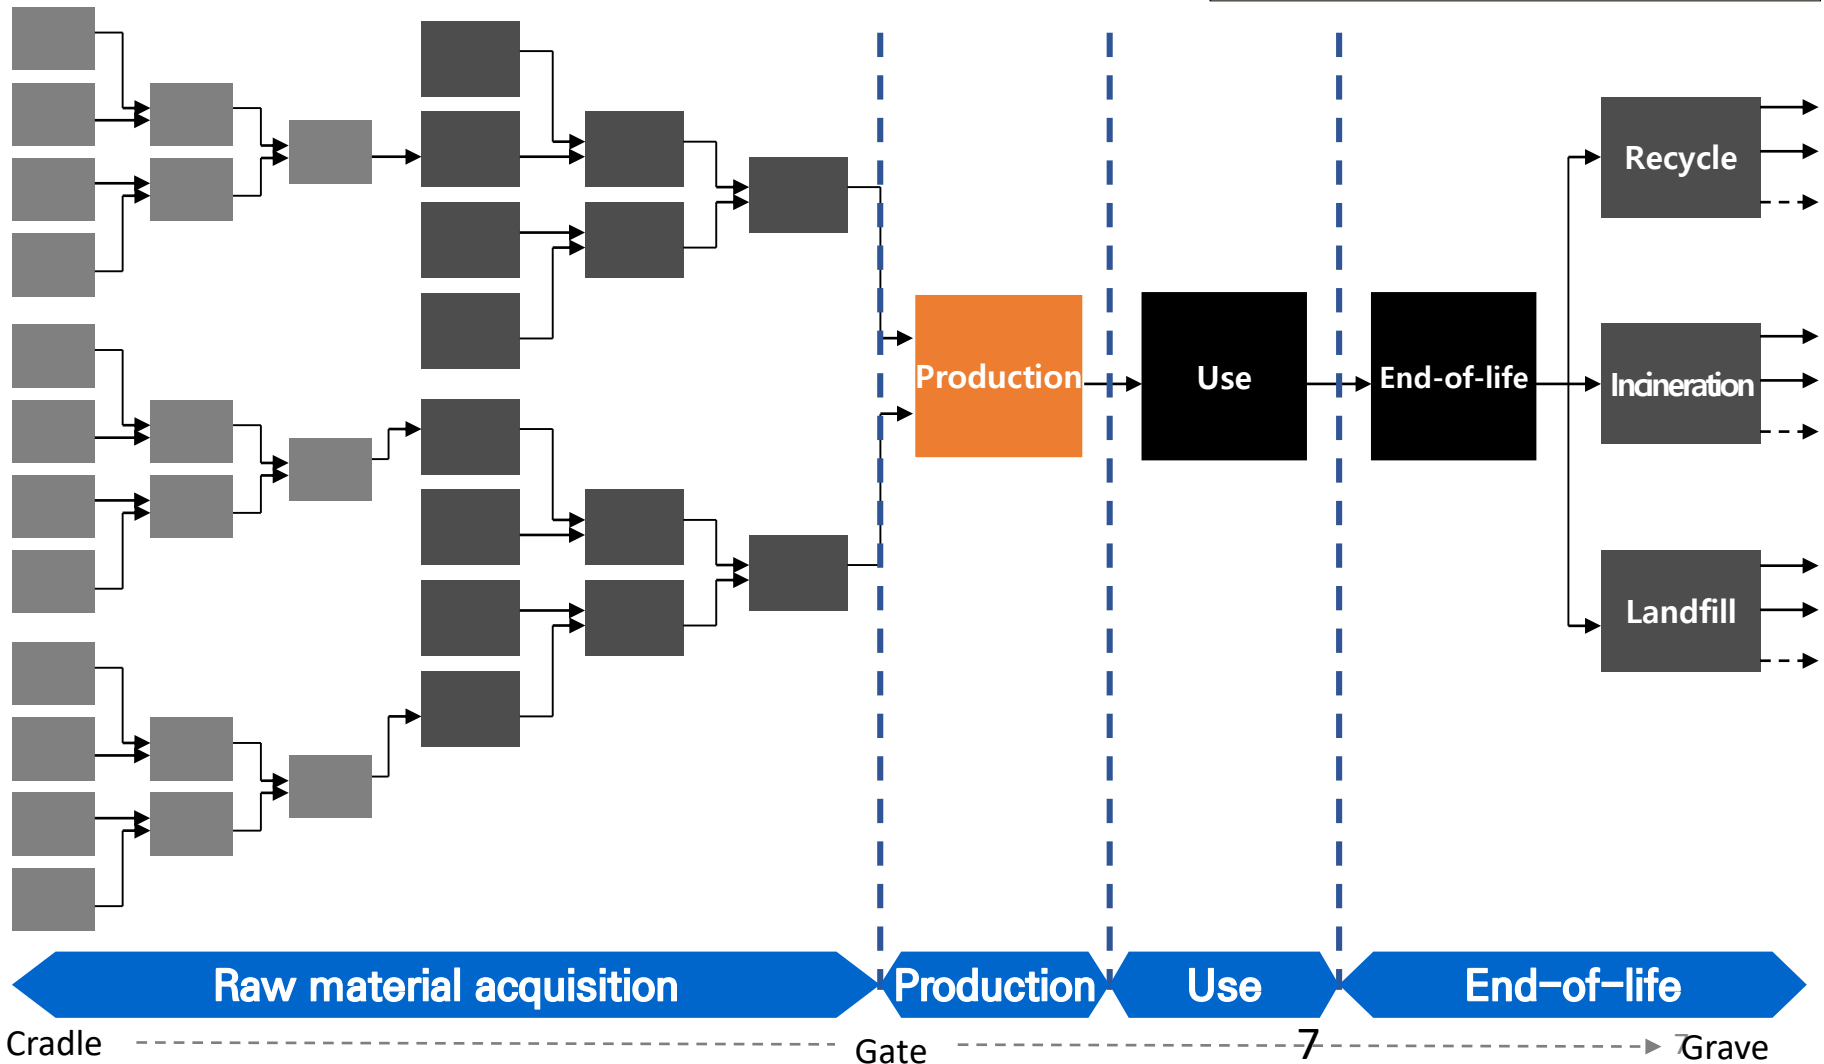 Recycle
Production
Use
End-of-life
Incineration
Landfill
Raw material acquisition
Production
Use
End-of-life
Cradle
Gate
7
7
Grave